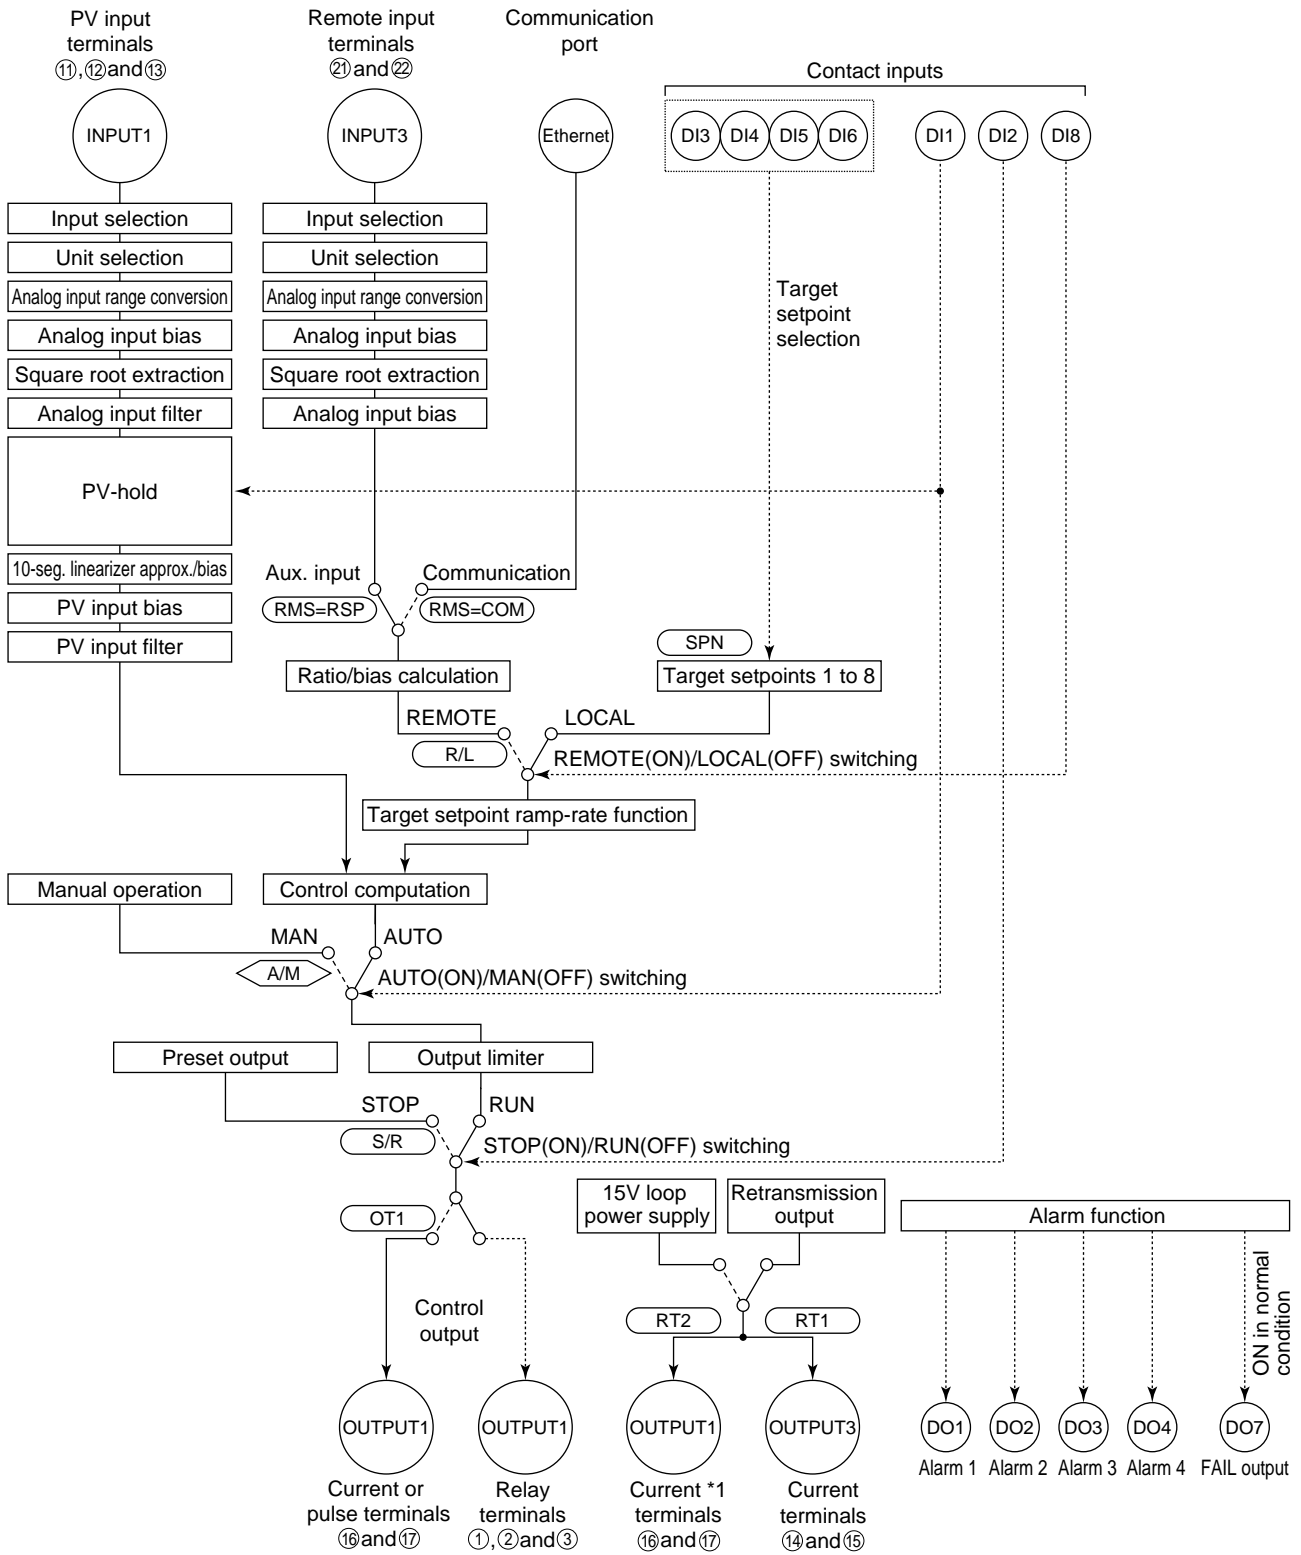 PV input
terminals
⑪,⑫and⑬
Remote input
terminals
㉑and㉒
Communication
port
Contact inputs
INPUT1
INPUT3
Ethernet
DI3
DI4
DI5
DI6
DI1
DI2
DI8
Input selection
Unit selection
Analog input range conversion
Analog input bias
Square root extraction
Analog input filter
PV-hold
10-seg. linearizer approx./bias
PV input bias
PV input filter
Input selection
Unit selection
Analog input range conversion
Analog input bias
Square root extraction
Analog input bias
Target
setpoint
selection
Aux. input
Communication
RMS=RSP
RMS=COM
SPN
Ratio/bias calculation
Target setpoints 1 to 8
REMOTE
LOCAL
R/L
REMOTE(ON)/LOCAL(OFF) switching
Target setpoint ramp-rate function
Manual operation
Control computation
MAN
AUTO
A/M
AUTO(ON)/MAN(OFF) switching
Preset output
Output limiter
STOP
RUN
S/R
STOP(ON)/RUN(OFF) switching
OT1
15V loop
power supply
Retransmission
output
Alarm function
Control
output
RT2
RT1
ON in normal
condition
OUTPUT1
OUTPUT1
OUTPUT1
OUTPUT3
DO1
DO2
DO3
DO4
DO7
Alarm 1
Alarm 2
Alarm 3
Alarm 4
FAIL output
Current or
pulse terminals
⑯and⑰
Relay
terminals
①,②and③
Current *1
terminals
⑯and⑰
Current
terminals
⑭and⑮